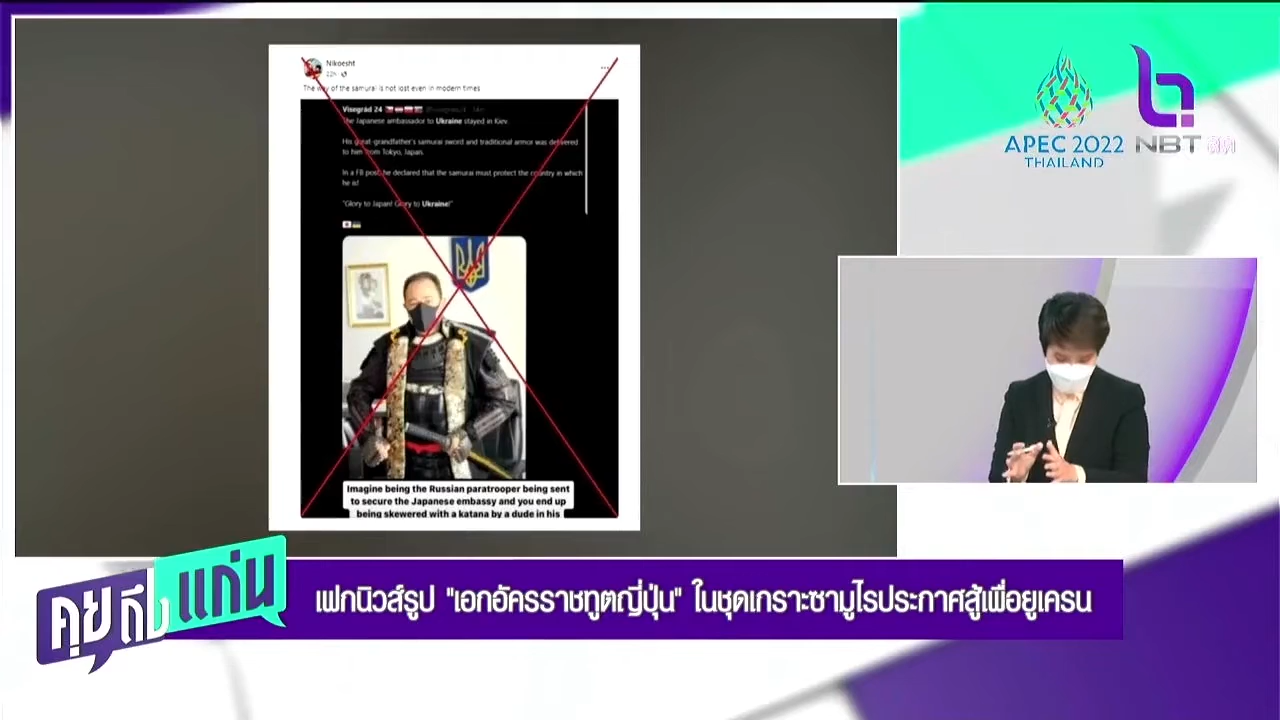 Nikoesht
22h
The way of the samurai is not lost even in modern times
Visegrád 24
The Japanese ambassador to Ukraine stayed in Kiev.
His great-grandfather's samurai sword and traditional armor was delivered
to him from Tokyo, Japan.
In a FB post, he declared that the samurai must protect the country in which
he is!
"Glory to Japan! Glory to Ukraine!"
Imagine being the Russian paratrooper being sent
to secure the Japanese embassy and you end up
being skewered with a katana by a dude in his
APEC 2022
THAILAND
NBT สด
คุยถึงแก่น
เฟกนิวส์รูป "เอกอัครราชทูตญี่ปุ่น" ในชุดเกราะซามูไรประกาศสู้เพื่อยูเครน